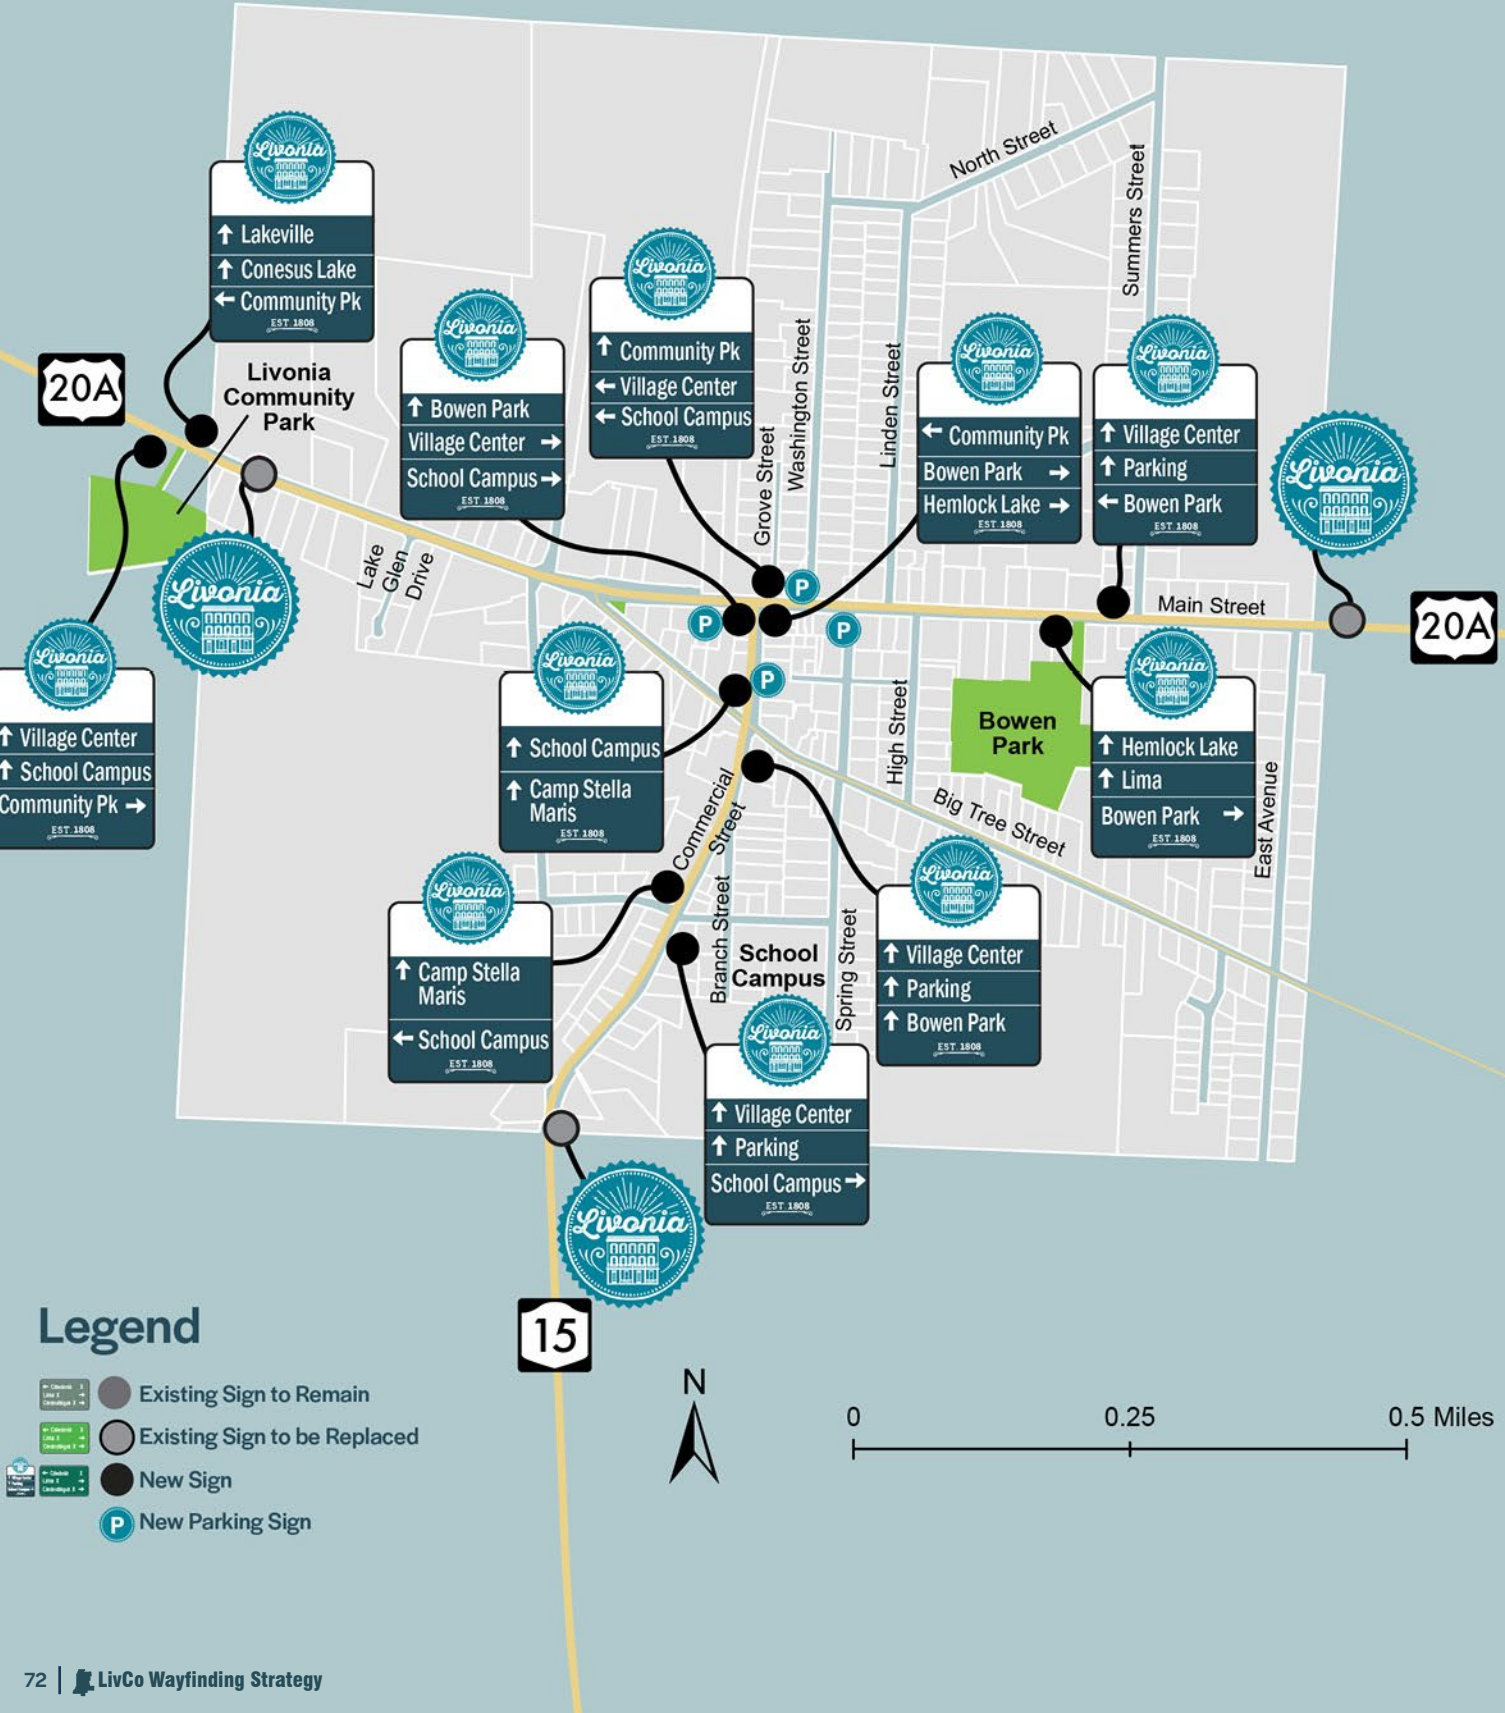 Livonia
↑ Lakeville
↑ Conesus Lake
← Community Pk
EST. 1808
20A
Livonia
Community
Park
Livonia
↑ Bowen Park
Village Center →
School Campus →
EST. 1808
Livonia
↑ Community Pk
← Village Center
← School Campus
EST. 1808
Livonia
← Community Pk
Bowen Park →
Hemlock Lake →
EST. 1808
Livonia
↑ Village Center
↑ Parking
← Bowen Park
EST. 1808
Livonia
20A
North Street
Summers Street
Linden Street
Washington Street
Grove Street
Main Street
Lake
Glen
Drive
P
P
P
P
Livonia
Livonia
↑ Village Center
↑ School Campus
Community Pk →
EST. 1808
Livonia
↑ School Campus
↑ Camp Stella
Maris
EST. 1808
High Street
Bowen
Park
Livonia
↑ Hemlock Lake
↑ Lima
Bowen Park →
EST. 1808
East Avenue
Big Tree Street
Commercial
Street
Branch Street
Spring Street
School
Campus
Livonia
↑ Camp Stella
Maris
← School Campus
EST. 1808
Livonia
↑ Village Center
↑ Parking
↑ Bowen Park
EST. 1808
Livonia
↑ Village Center
↑ Parking
School Campus →
EST. 1808
Livonia
15
Legend
Existing Sign to Remain
Existing Sign to be Replaced
New Sign
P New Parking Sign
N
0 0.25 0.5 Miles
72 | LivCo Wayfinding Strategy